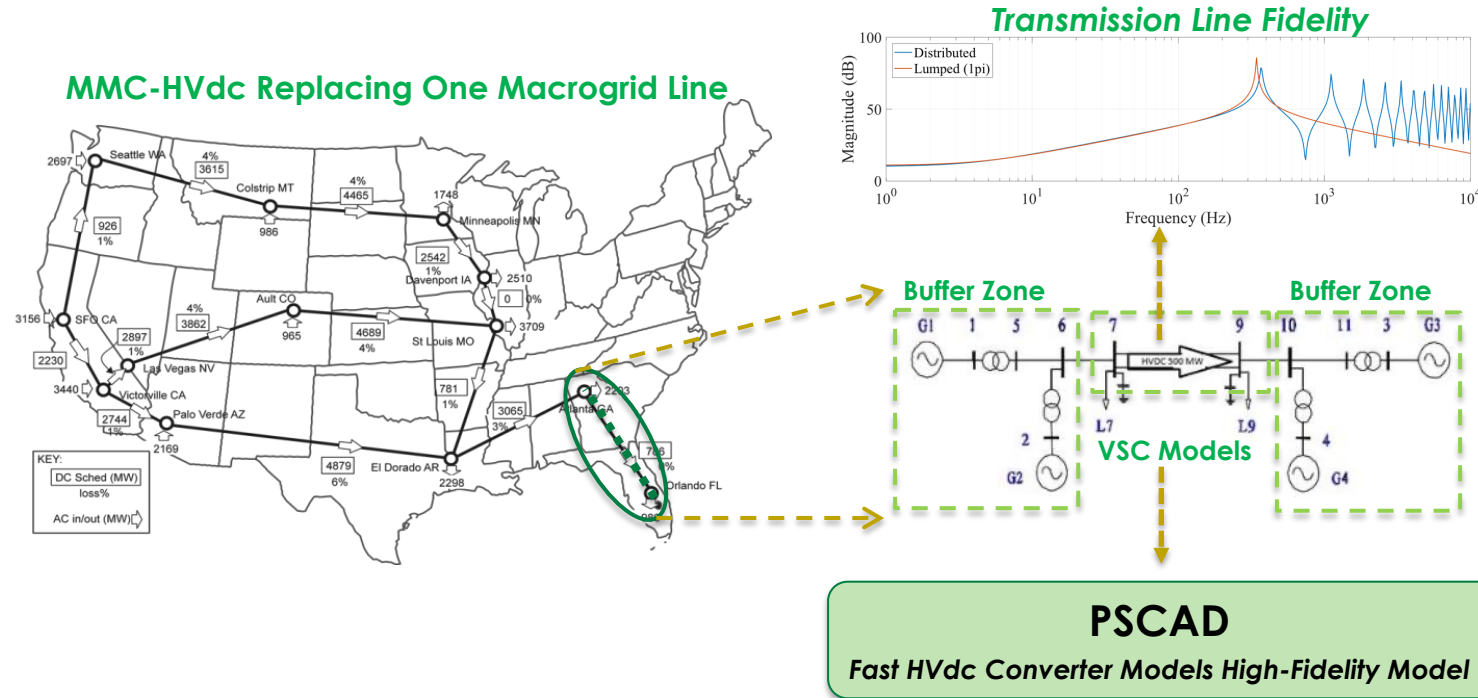 Transmission Line Fidelity
MMC-HVdc Replacing One Macrogrid Line
100
50
0
Magnitude (dB)
Distributed
Lumped (1pi)
10^0
10^1
10^2
10^3
10^4
Frequency (Hz)
2697
Seattle WA
4%
3615
Colstrip MT
986
4%
4465
1748
Minneapolis MN
926
1%
2542
1%
Davenport IA
2510
0 0%
3156
SFO CA
2897
1%
4%
3862
Ault CO
965
4689
4%
3709
St Louis MO
2230
Las Vegas NV
3440
Victorville CA
2744
1%
Palo Verde AZ
2169
781
1%
3065
3%
Atlanta GA
4879
6%
El Dorado AR
2298
Orlando FL
KEY:
DC Sched (MW)
loss%
AC in/out (MW)
Buffer Zone
Buffer Zone
G1
1
5
6
7
9
10
11
3
G3
HVDC 500 MW
L7
L9
2
4
G2
G4
VSC Models
PSCAD
Fast HVdc Converter Models High-Fidelity Model